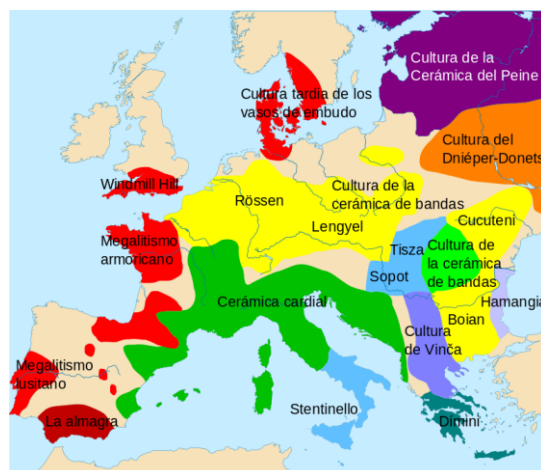 Cultura de la
Cerámica del Peine
Cultura tardía de los
vasos de embudo
Cultura del
Dniéper-Donets
Windmill Hill
Rössen
Cultura de la
cerámica de bandas
Lengyel
Cucuteni
Megalitismo
armoricano
Tisza
Cultura de
la cerámica
de bandas
Sopot
Cerámica cardial
Hamangia
Boian
Cultura
de Vinča
Megalitismo
lusitano
La almagra
Stentinello
Dimini